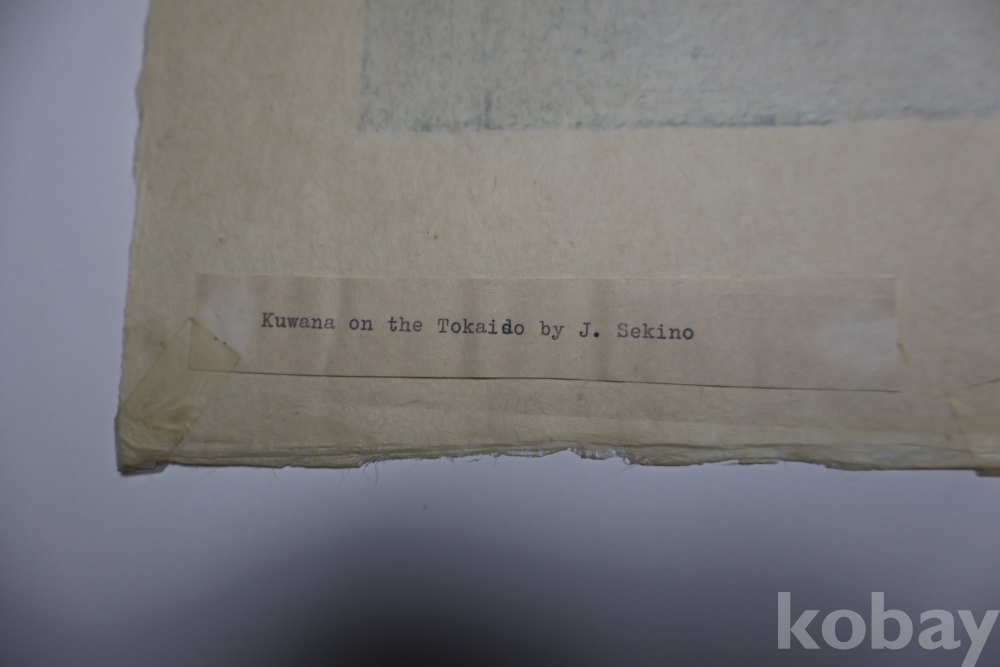 Kuwana on the Tokaido by J. Sekino
kobay